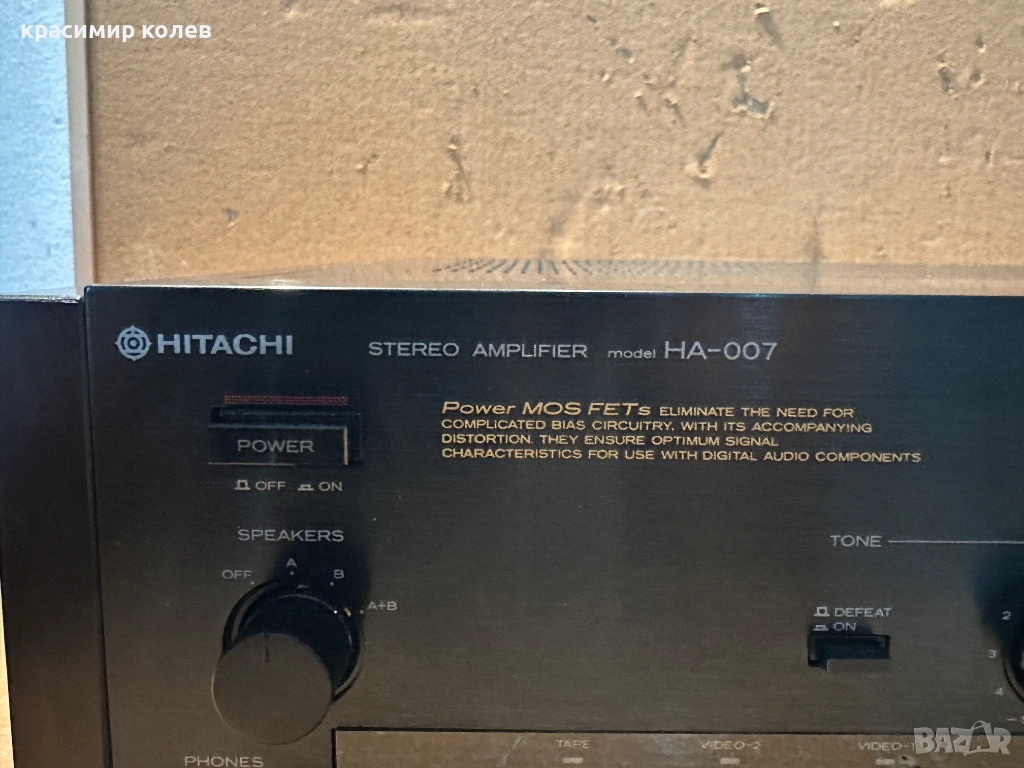 красимир колев
HITACHI
STEREO AMPLIFIER model HA-007
Power MOS FETs ELIMINATE THE NEED FOR
COMPLICATED BIAS CIRCUITRY, WITH ITS ACCOMPANYING
DISTORTION. THEY ENSURE OPTIMUM SIGNAL
CHARACTERISTICS FOR USE WITH DIGITAL AUDIO COMPONENTS
POWER
OFF ON
SPEAKERS
OFF A B A+B
TONE
DEFEAT
ON
2
3
4
PHONES
TAPE VIDEO-2 VIDEO-1
BAZAR